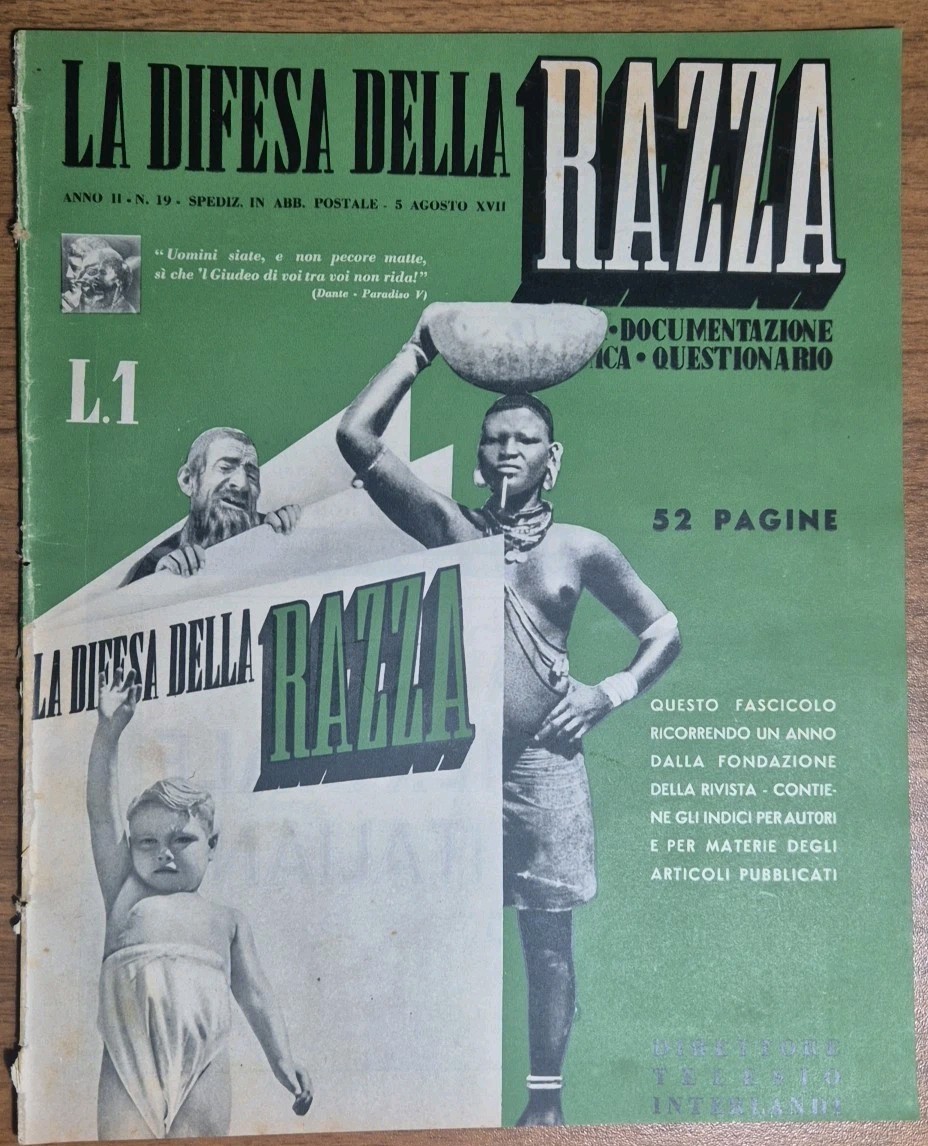 LA DIFESA DELLA RAZZA
ANNO II - N. 19 - SPEDIZ. IN ABB. POSTALE - 5 AGOSTO XVII
"Uomini siate, e non pecore matte,
sì che 'l Giudeo di voi tra voi non rida!"
(Dante - Paradiso V)
•DOCUMENTAZIONE
• QUESTIONARIO
L.1
52 PAGINE
LA DIFESA DELLA RAZZA
QUESTO FASCICOLO
RICORRENDO UN ANNO
DALLA FONDAZIONE
DELLA RIVISTA - CONTIE-
NE GLI INDICI PER AUTORI
E PER MATERIE DEGLI
ARTICOLI PUBBLICATI
DIRETTORE
TELESIO
INTERLANDI